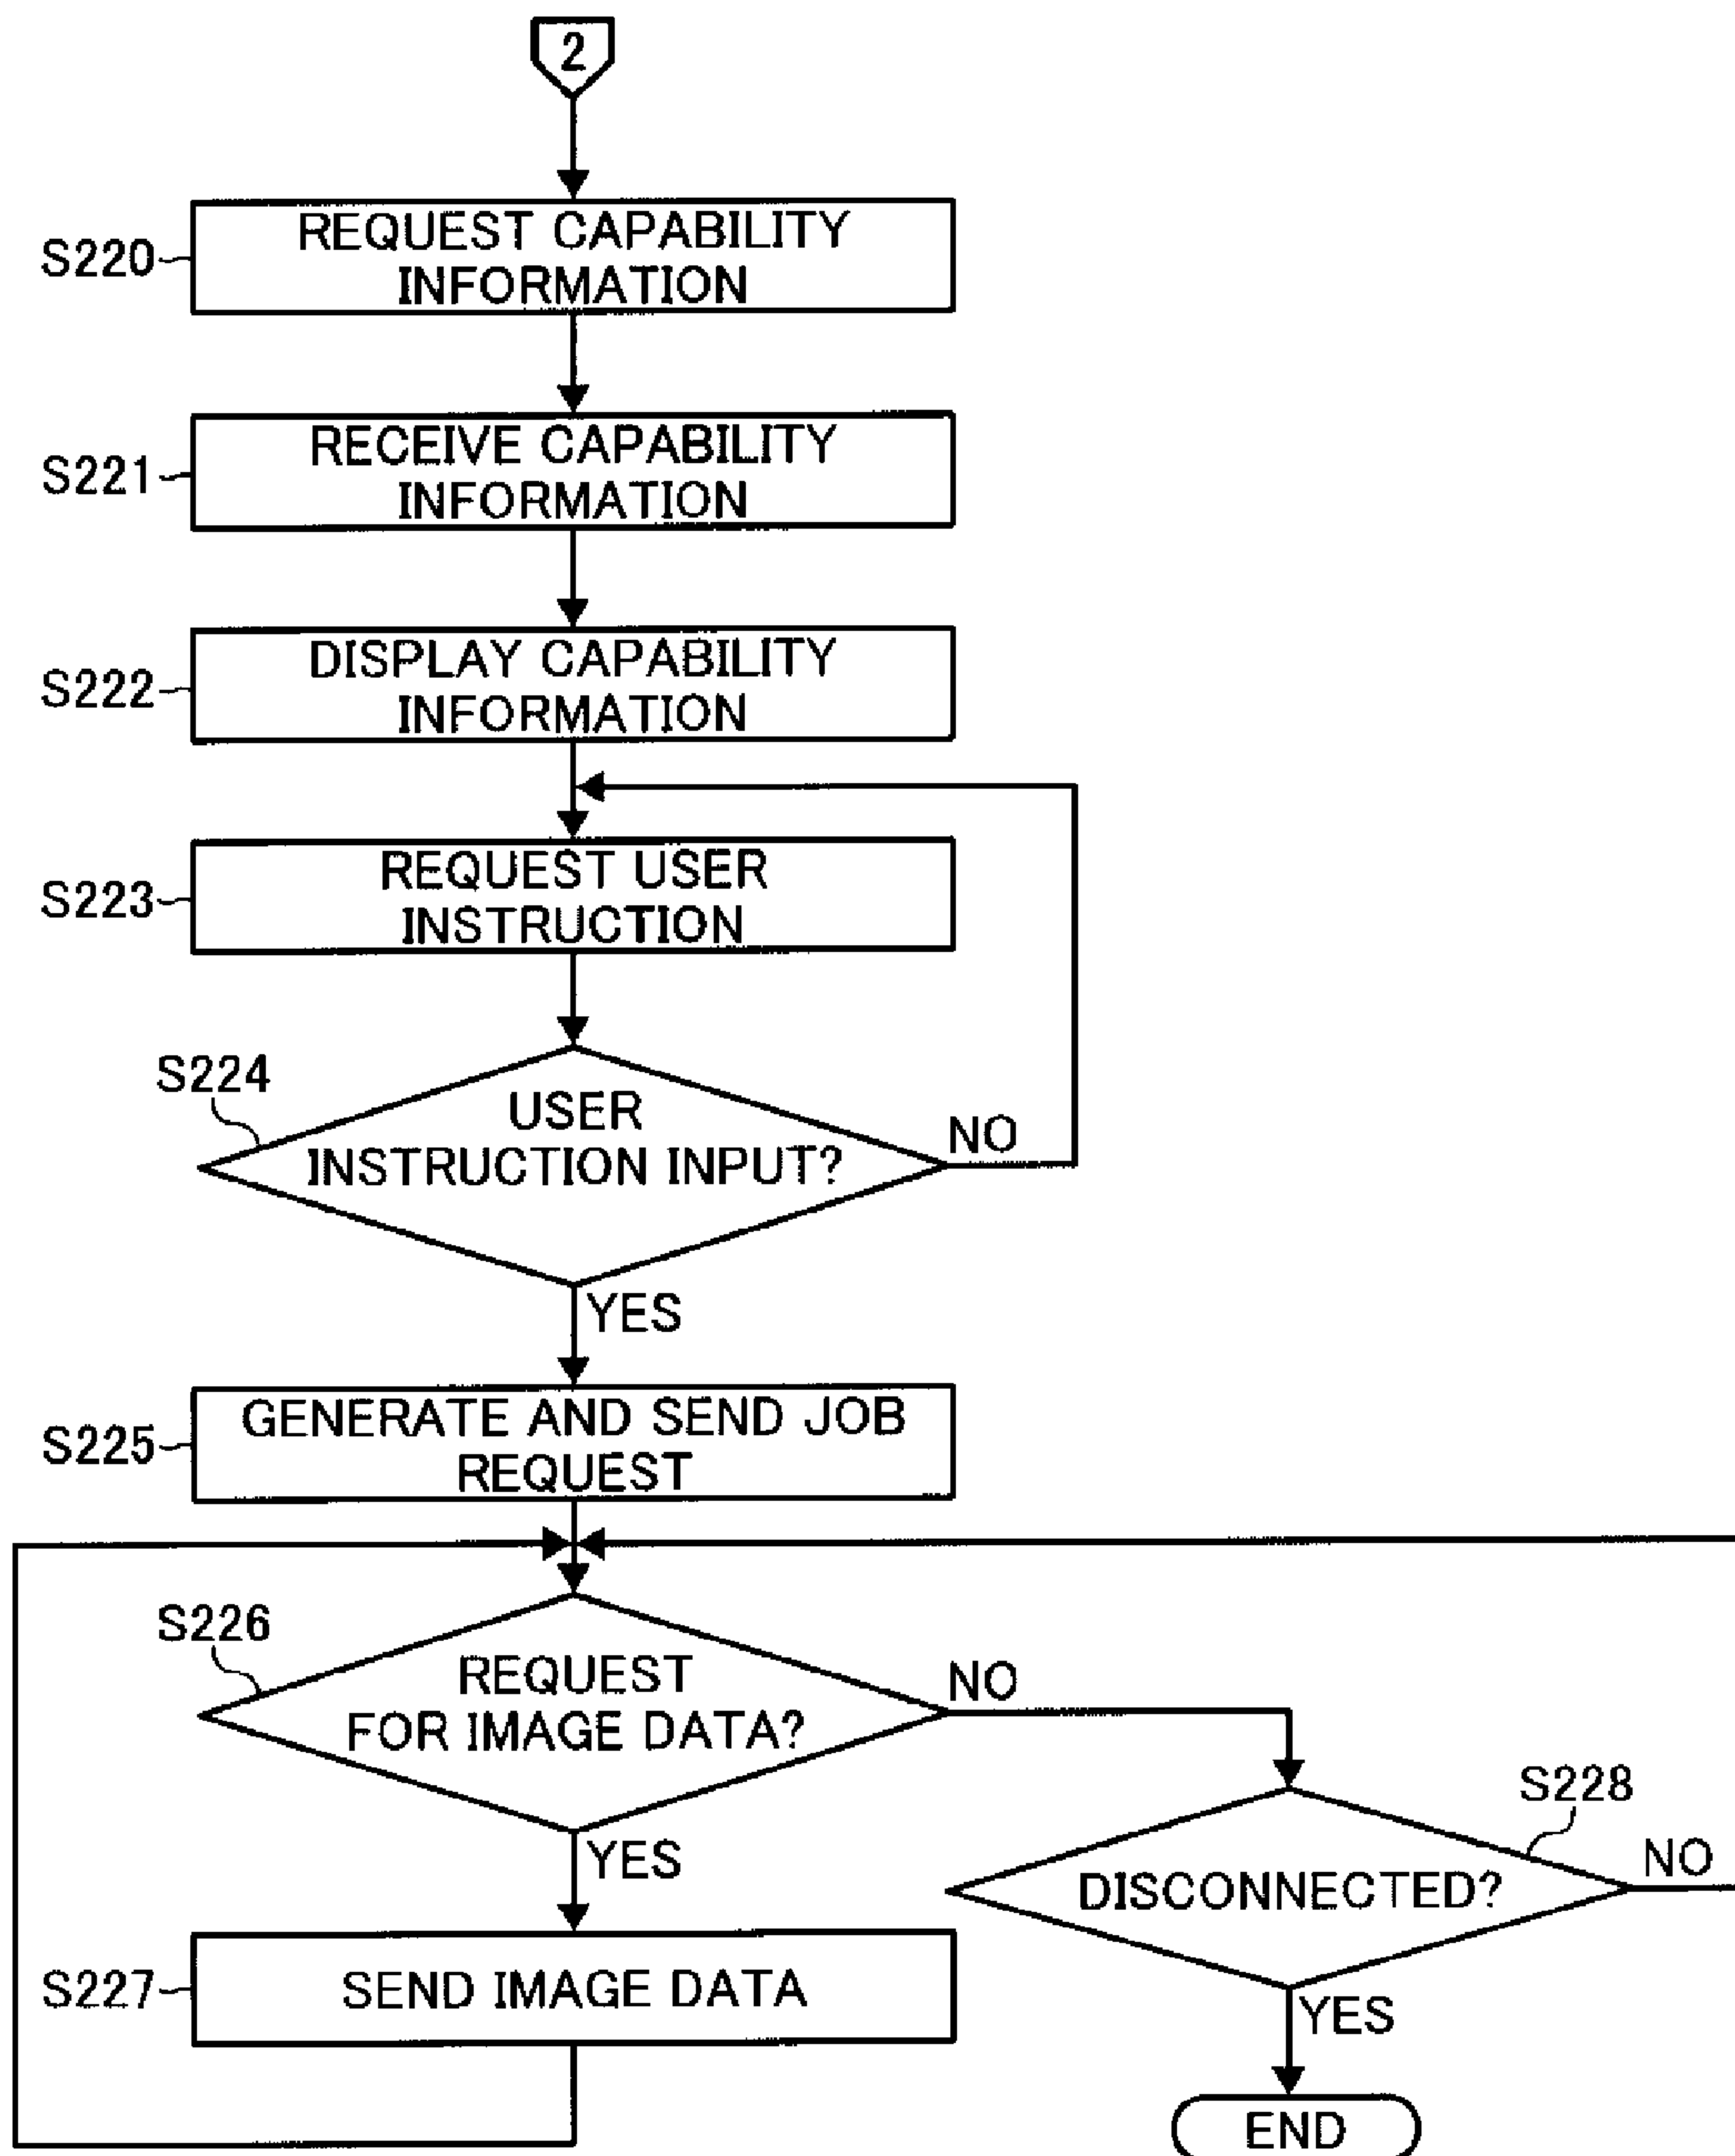 2
S220
REQUEST CAPABILITY
INFORMATION
S221
RECEIVE CAPABILITY
INFORMATION
S222
DISPLAY CAPABILITY
INFORMATION
S223
REQUEST USER
INSTRUCTION
S224
USER
INSTRUCTION INPUT?
NO
YES
S225
GENERATE AND SEND JOB
REQUEST
S226
REQUEST
FOR IMAGE DATA?
NO
YES
S228
DISCONNECTED?
NO
S227
SEND IMAGE DATA
YES
END